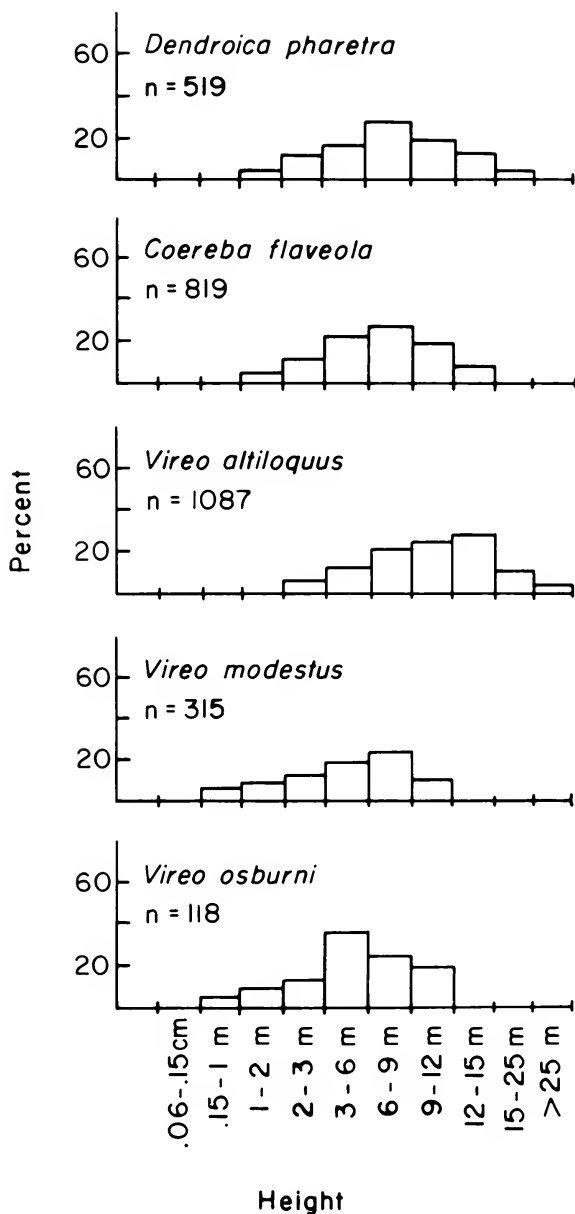 Dendroica pharetra
n = 519
60
20
Coereba flaveola
n = 819
60
20
Vireo altiloquus
n = 1087
60
20
Percent
Vireo modestus
n = 315
60
20
Vireo osburni
n = 118
60
20
.06-.15cm
.15-1 m
1-2 m
2-3 m
3-6 m
6-9 m
9-12 m
12-15 m
15-25 m
>25 m
Height